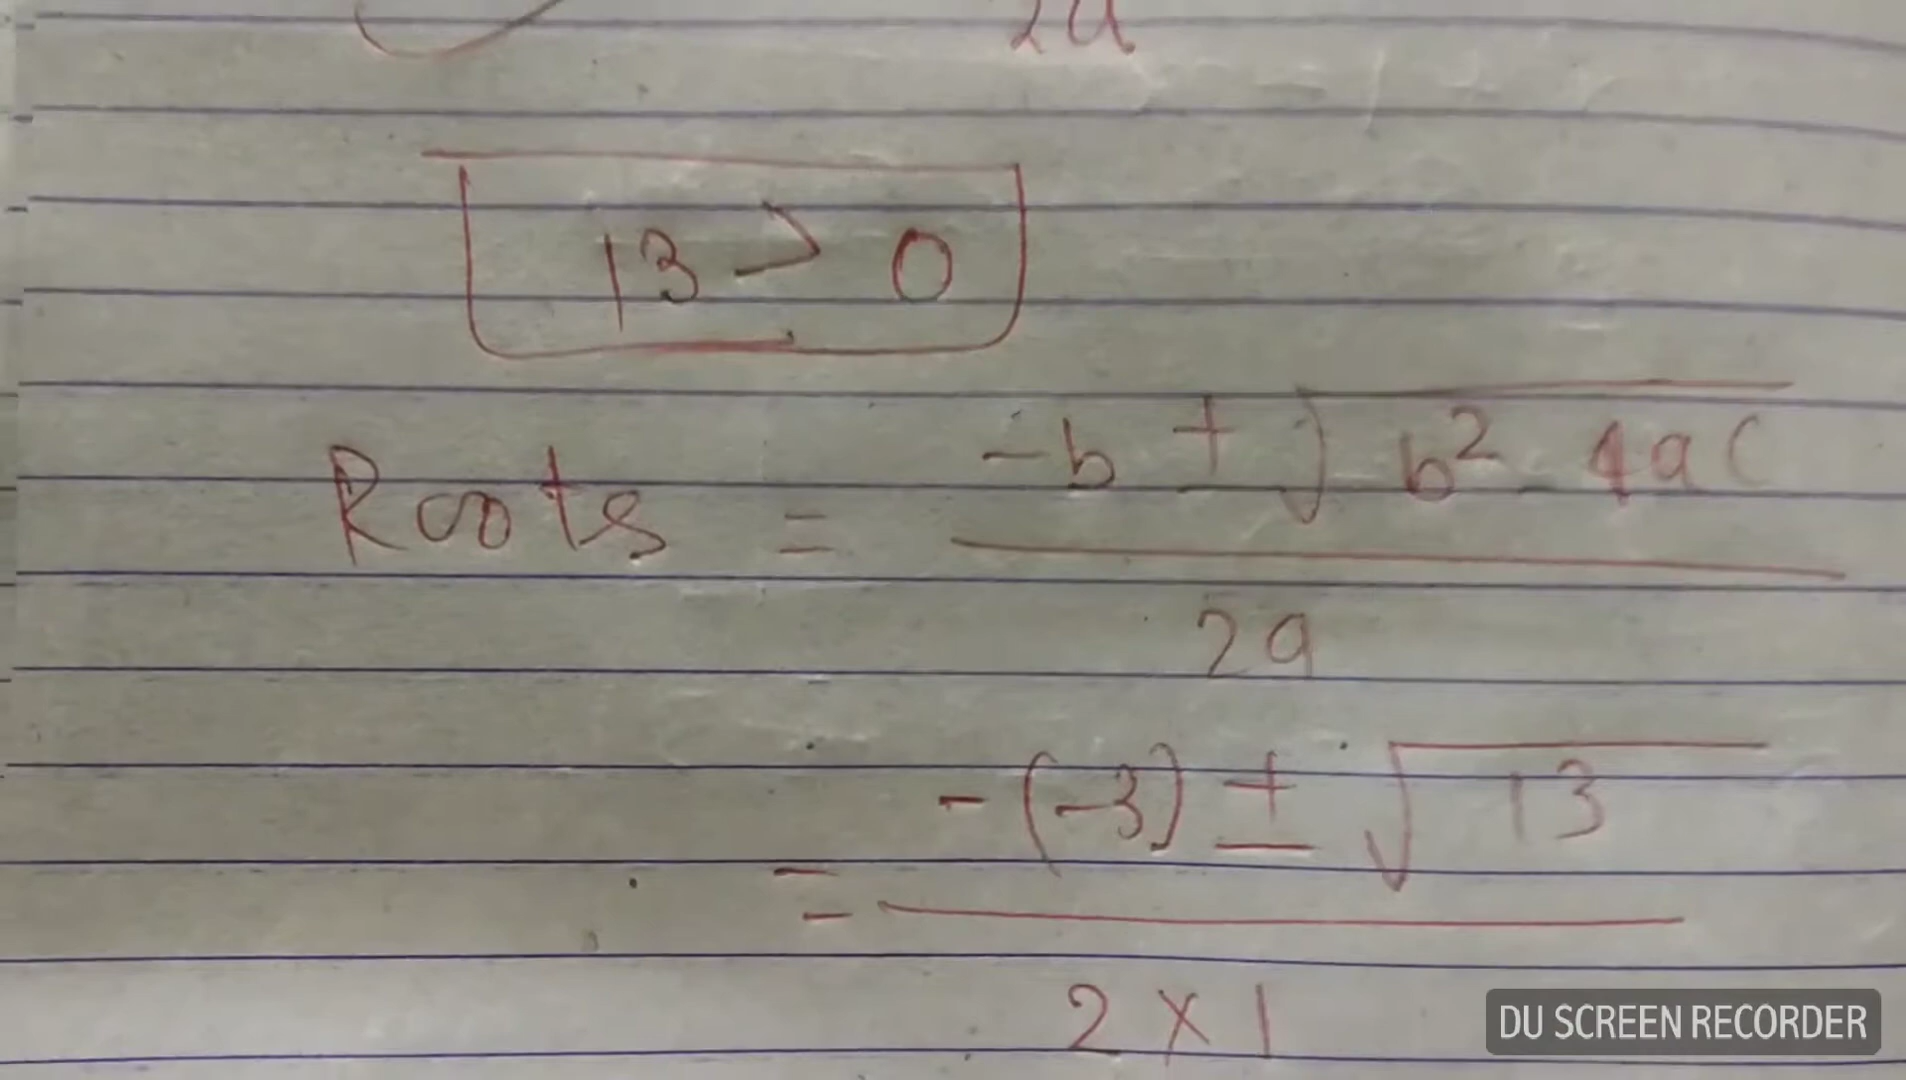 2a
13 > 0
Roots = -b ± √b² - 4ac
2a
= -(-3) ± √13
2 × 1
DU SCREEN RECORDER